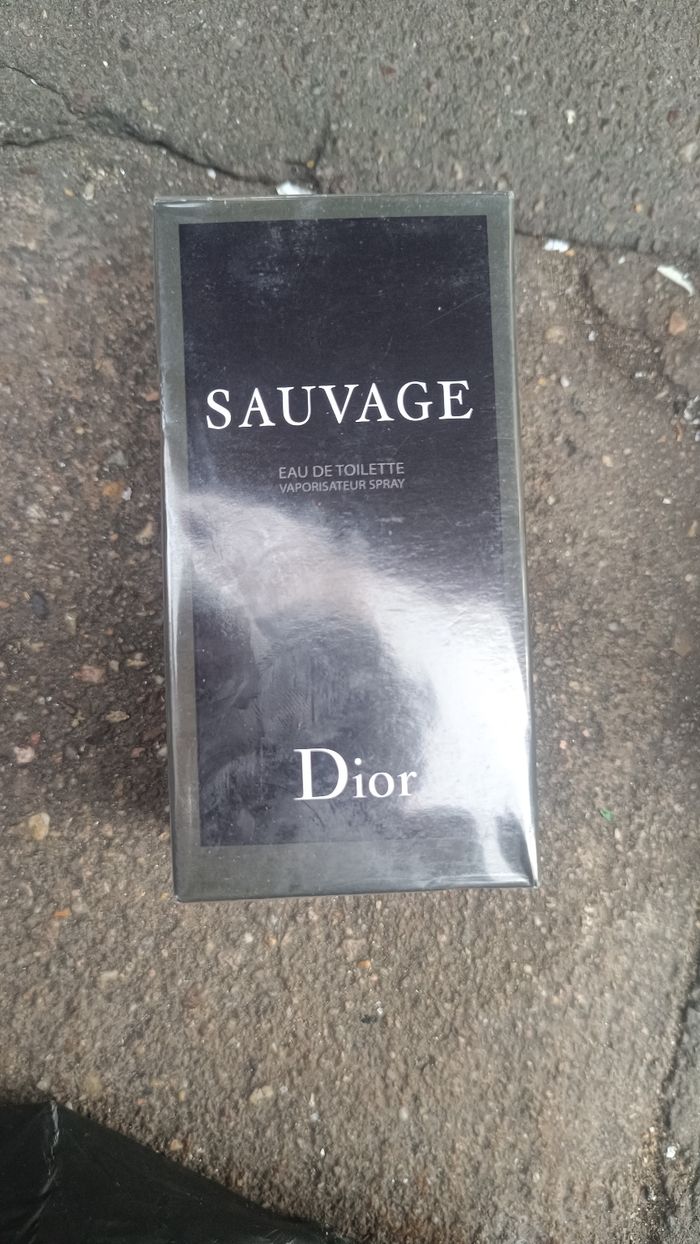 SAUVAGE
EAU DE TOILETTE
VAPORISATEUR SPRAY
Dior